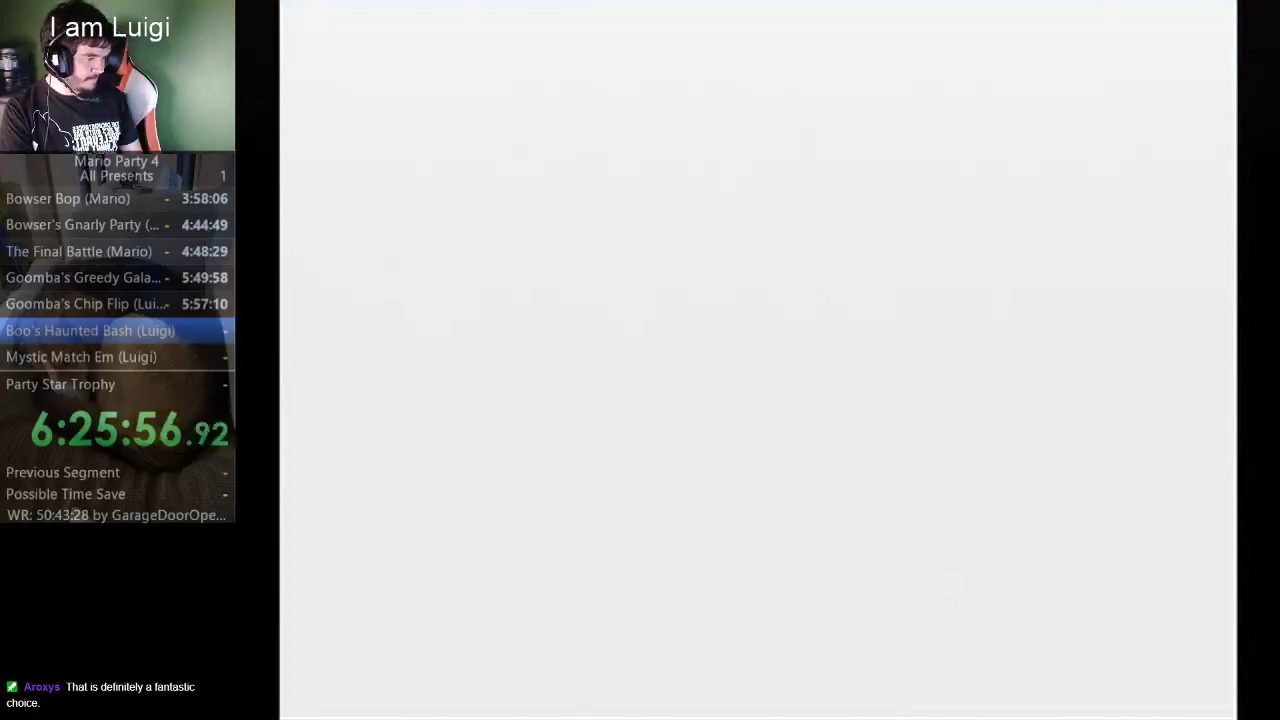 I am Luigi
Mario Party 4
All Presents 1
Bowser Bop (Mario) - 3:58:06
Bowser's Gnarly Party (... - 4:44:49
The Final Battle (Mario) - 4:48:29
Goomba's Greedy Gala... - 5:49:58
Goomba's Chip Flip (Lui... - 5:57:10
Boo's Haunted Bash (Luigi) -
Mystic Match Em (Luigi) -
Party Star Trophy -
6:25:56.92
Previous Segment -
Possible Time Save -
WR: 50:43:28 by GarageDoorOpe...
Aroxys That is definitely a fantastic
choice.